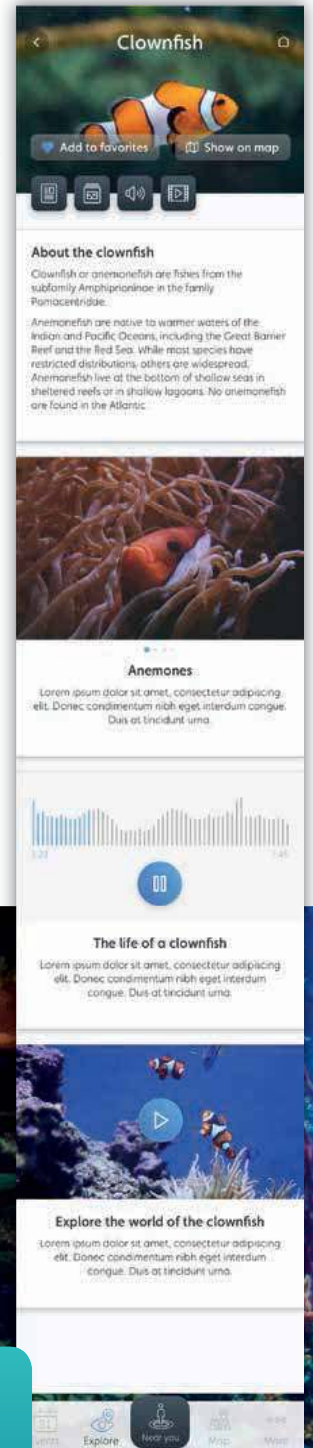 Clownfish
Add to favorites
Show on map
About the clownfish
Clownfish or anemonefish are fishes from the
subfamily Amphiprioninae in the family
Pomacentridae.
Anemonefish are native to warmer waters of the
Indian and Pacific Oceans, including the Great Barrier
Reef and the Red Sea. While most species have
restricted distributions, others are widespread.
Anemonefish live at the bottom of shallow seas in
sheltered reefs or in shallow lagoons. No anemonefish
are found in the Atlantic.
Anemones
Lorem ipsum dolor sit amet, consectetur adipiscing
elit. Donec condimentum nibh eget interdum congue.
Duis at tincidunt urna.
1:23
1:45
The life of a clownfish
Lorem ipsum dolor sit amet, consectetur adipiscing
elit. Donec condimentum nibh eget interdum
congue. Duis at tincidunt urna.
Explore the world of the clownfish
Lorem ipsum dolor sit amet, consectetur adipiscing
elit. Donec condimentum nibh eget interdum
congue. Duis at tincidunt urna.
31
Explore
Near you
Map
More